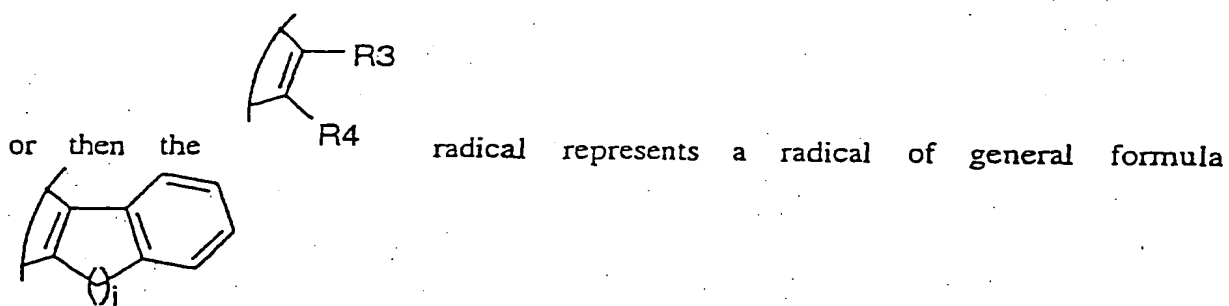 R3
or then the R4 radical represents a radical of general formula
()j